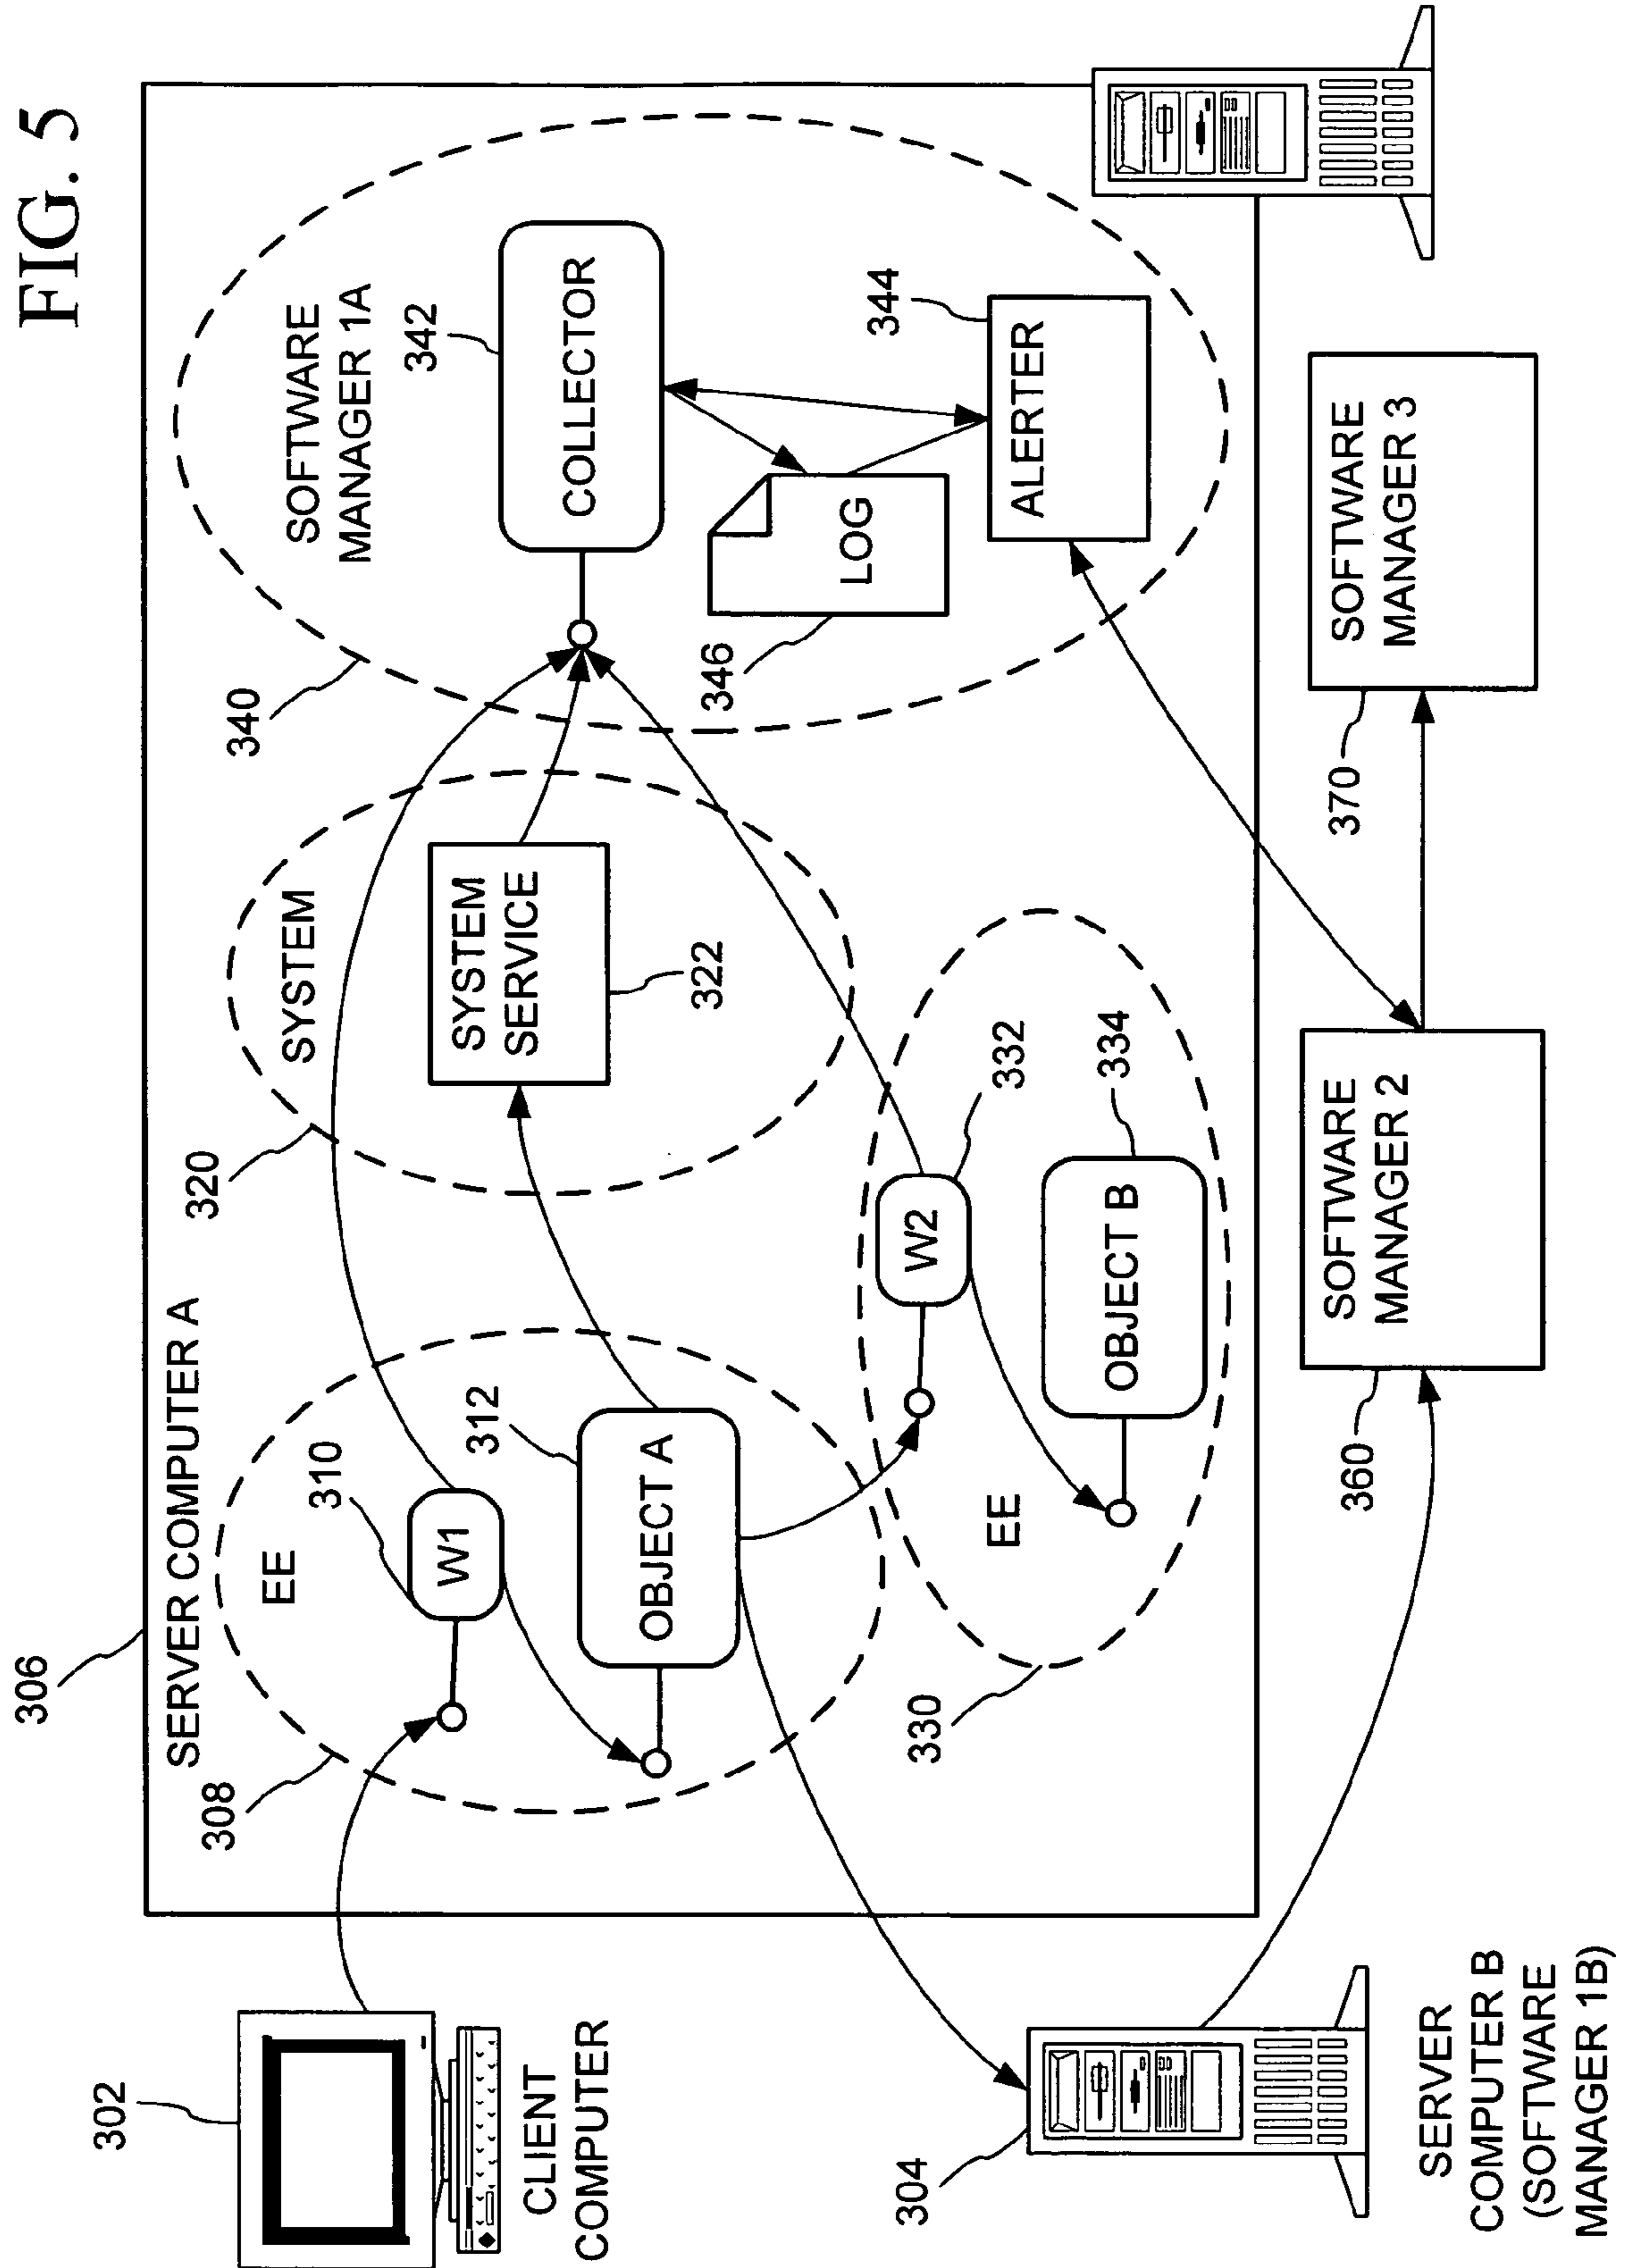 FIG. 5
306
SERVER COMPUTER A
302
CLIENT
COMPUTER
308
EE
310
W1
312
OBJECT A
320
SYSTEM
SYSTEM
SERVICE
322
340
SOFTWARE
MANAGER 1A
342
COLLECTOR
346
LOG
344
ALERTER
330
EE
332
W2
334
OBJECT B
304
SERVER
COMPUTER B
(SOFTWARE
MANAGER 1B)
360
SOFTWARE
MANAGER 2
370
SOFTWARE
MANAGER 3